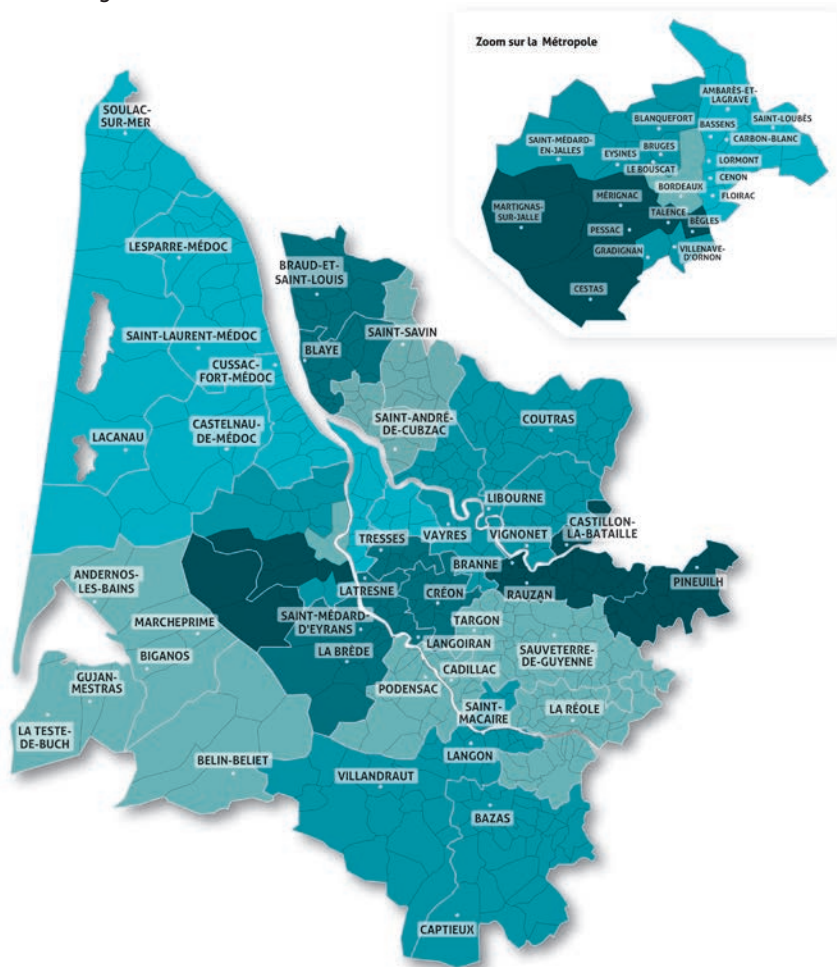 Zoom sur la Métropole
AMBARÈS-ET-
LAGRAVE
BLANQUEFORT
SAINT-LOUBÈS
BASSENS
SAINT-MÉDARD-
EN-JALLES
BRUGES
CARBON-BLANC
EYSINES
LE BOUSCAT
LORMONT
CENON
BORDEAUX
FLOIRAC
MÉRIGNAC
MARTIGNAS-
SUR-JALLE
TALENCE
BÈGLES
PESSAC
GRADIGNAN
VILLENAVE-
D'ORNON
CESTAS
SOULAC-
SUR-MER
LESPARRE-MÉDOC
BRAUD-ET-
SAINT-LOUIS
SAINT-LAURENT-MÉDOC
SAINT-SAVIN
BLAYE
CUSSAC-
FORT-MÉDOC
CASTELNAU-
DE-MÉDOC
SAINT-ANDRÉ-
DE-CUBZAC
COUTRAS
LACANAU
LIBOURNE
CASTILLON-
LA-BATAILLE
TRESSES
VAYRES
VIGNONET
BRANNE
PINEUILH
ANDERNOS-
LES-BAINS
LATRESNE
CRÉON
RAUZAN
MARCHEPRIME
SAINT-MÉDARD-
D'EYRANS
TARGON
LANGOIRAN
SAUVETERRE-
DE-GUYENNE
BIGANOS
LA BRÈDE
CADILLAC
GUJAN-
MESTRAS
PODENSAC
SAINT-
MACAIRE
LA RÉOLE
LA TESTE-
DE-BUCH
BELIN-BELIET
LANGON
VILLANDRAUT
BAZAS
CAPTIEUX